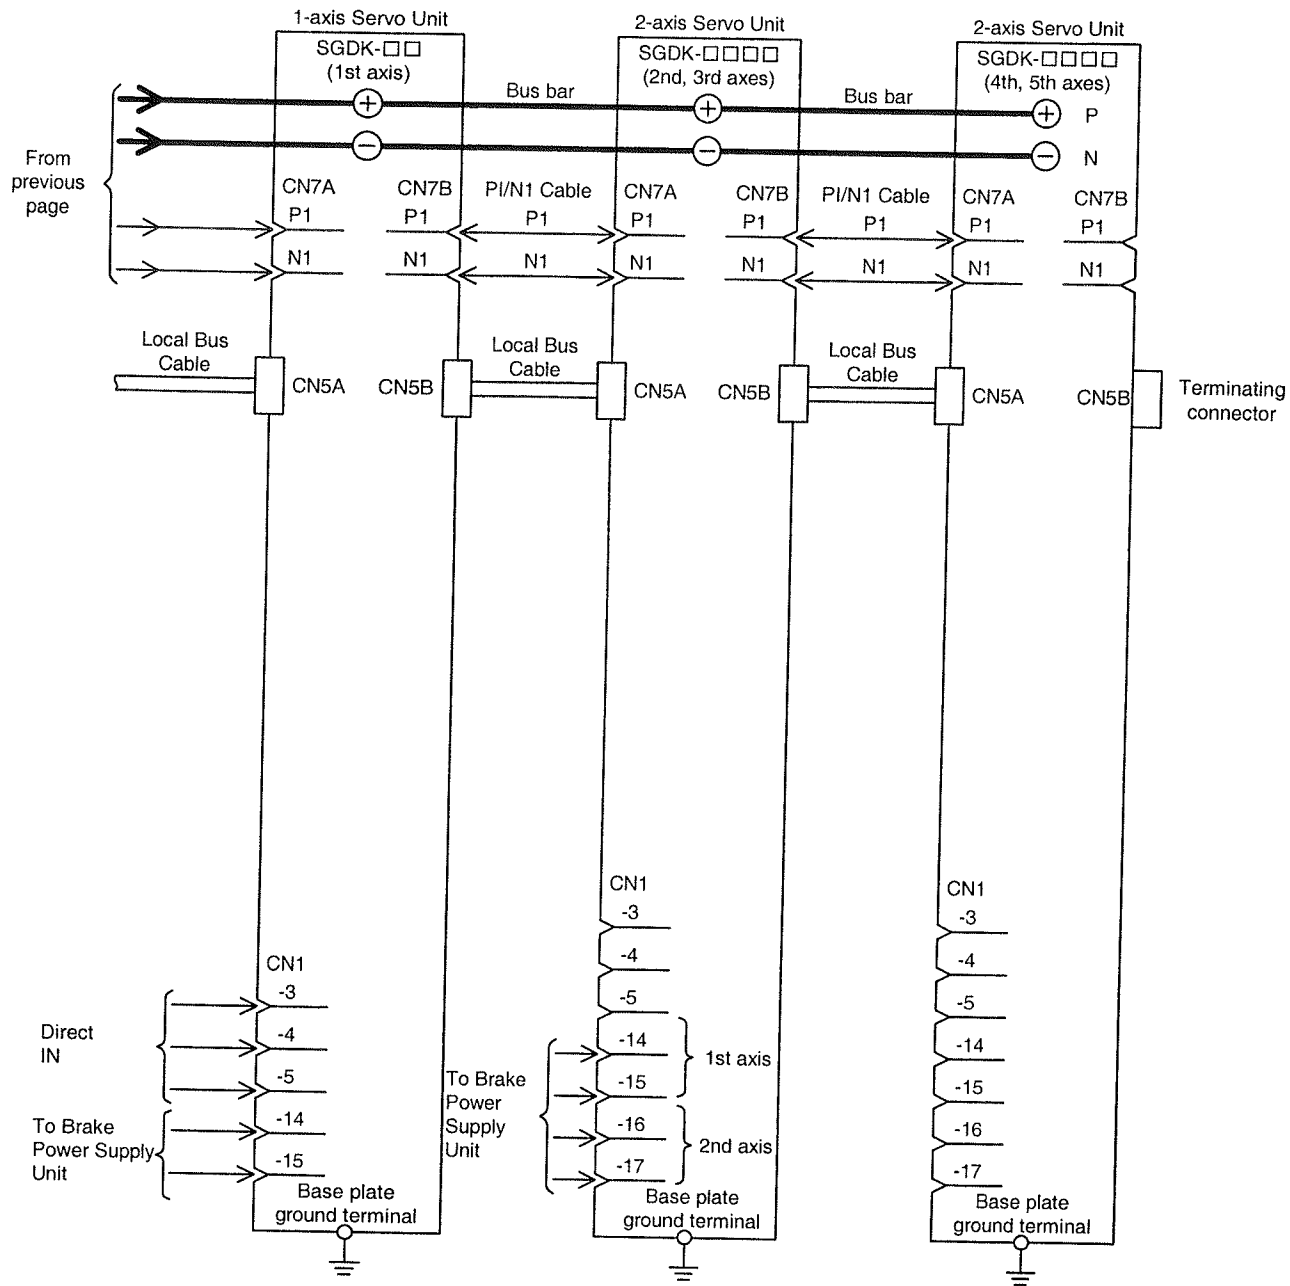 1-axis Servo Unit
SGDK-□□
(1st axis)
2-axis Servo Unit
SGDK-□□□□
(2nd, 3rd axes)
2-axis Servo Unit
SGDK-□□□□
(4th, 5th axes)
Bus bar
Bus bar
+
+
+
P
−
−
−
N
From
previous
page
CN7A
CN7B
PI/N1 Cable
CN7A
CN7B
PI/N1 Cable
CN7A
CN7B
P1
P1
P1
P1
P1
P1
P1
P1
N1
N1
N1
N1
N1
N1
N1
N1
Local Bus
Cable
CN5A
CN5B
Local Bus
Cable
CN5A
CN5B
Local Bus
Cable
CN5A
CN5B
Terminating
connector
Direct
IN
To Brake
Power Supply
Unit
CN1
-3
-4
-5
-14
-15
Base plate
ground terminal
To Brake
Power
Supply
Unit
CN1
-3
-4
-5
-14
-15
-16
-17
1st axis
2nd axis
Base plate
ground terminal
CN1
-3
-4
-5
-14
-15
-16
-17
Base plate
ground terminal